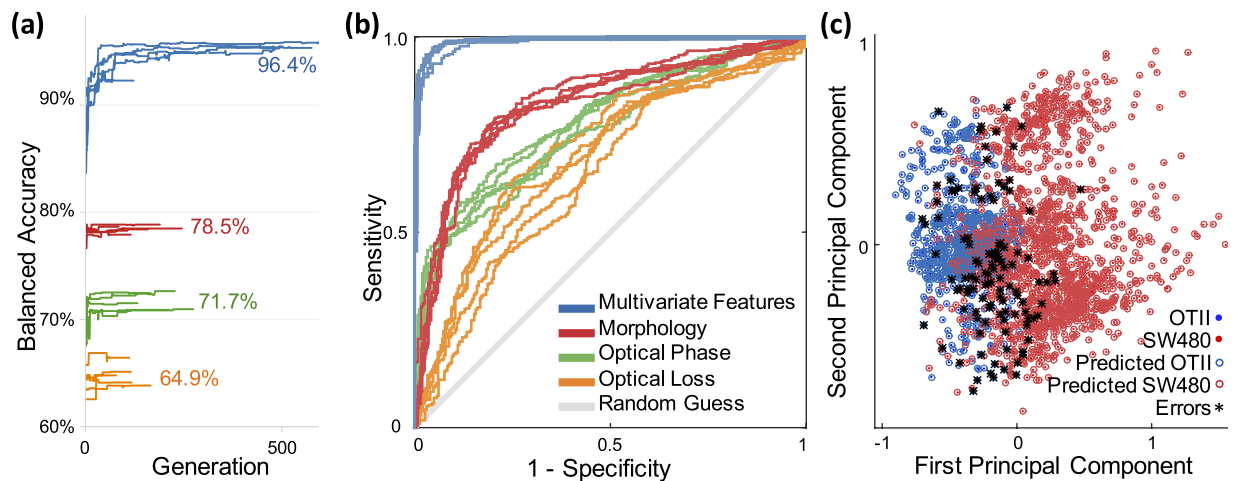 (a)
Balanced Accuracy
90%
80%
70%
60%
96.4%
78.5%
71.7%
64.9%
0
500
Generation
(b)
Sensitivity
1.0
0.5
0
Multivariate Features
Morphology
Optical Phase
Optical Loss
Random Guess
0
0.5
1
1 - Specificity
(c)
Second Principal Component
1
0
OTII
SW480
Predicted OTII
Predicted SW480
Errors *
-1
0
1
First Principal Component